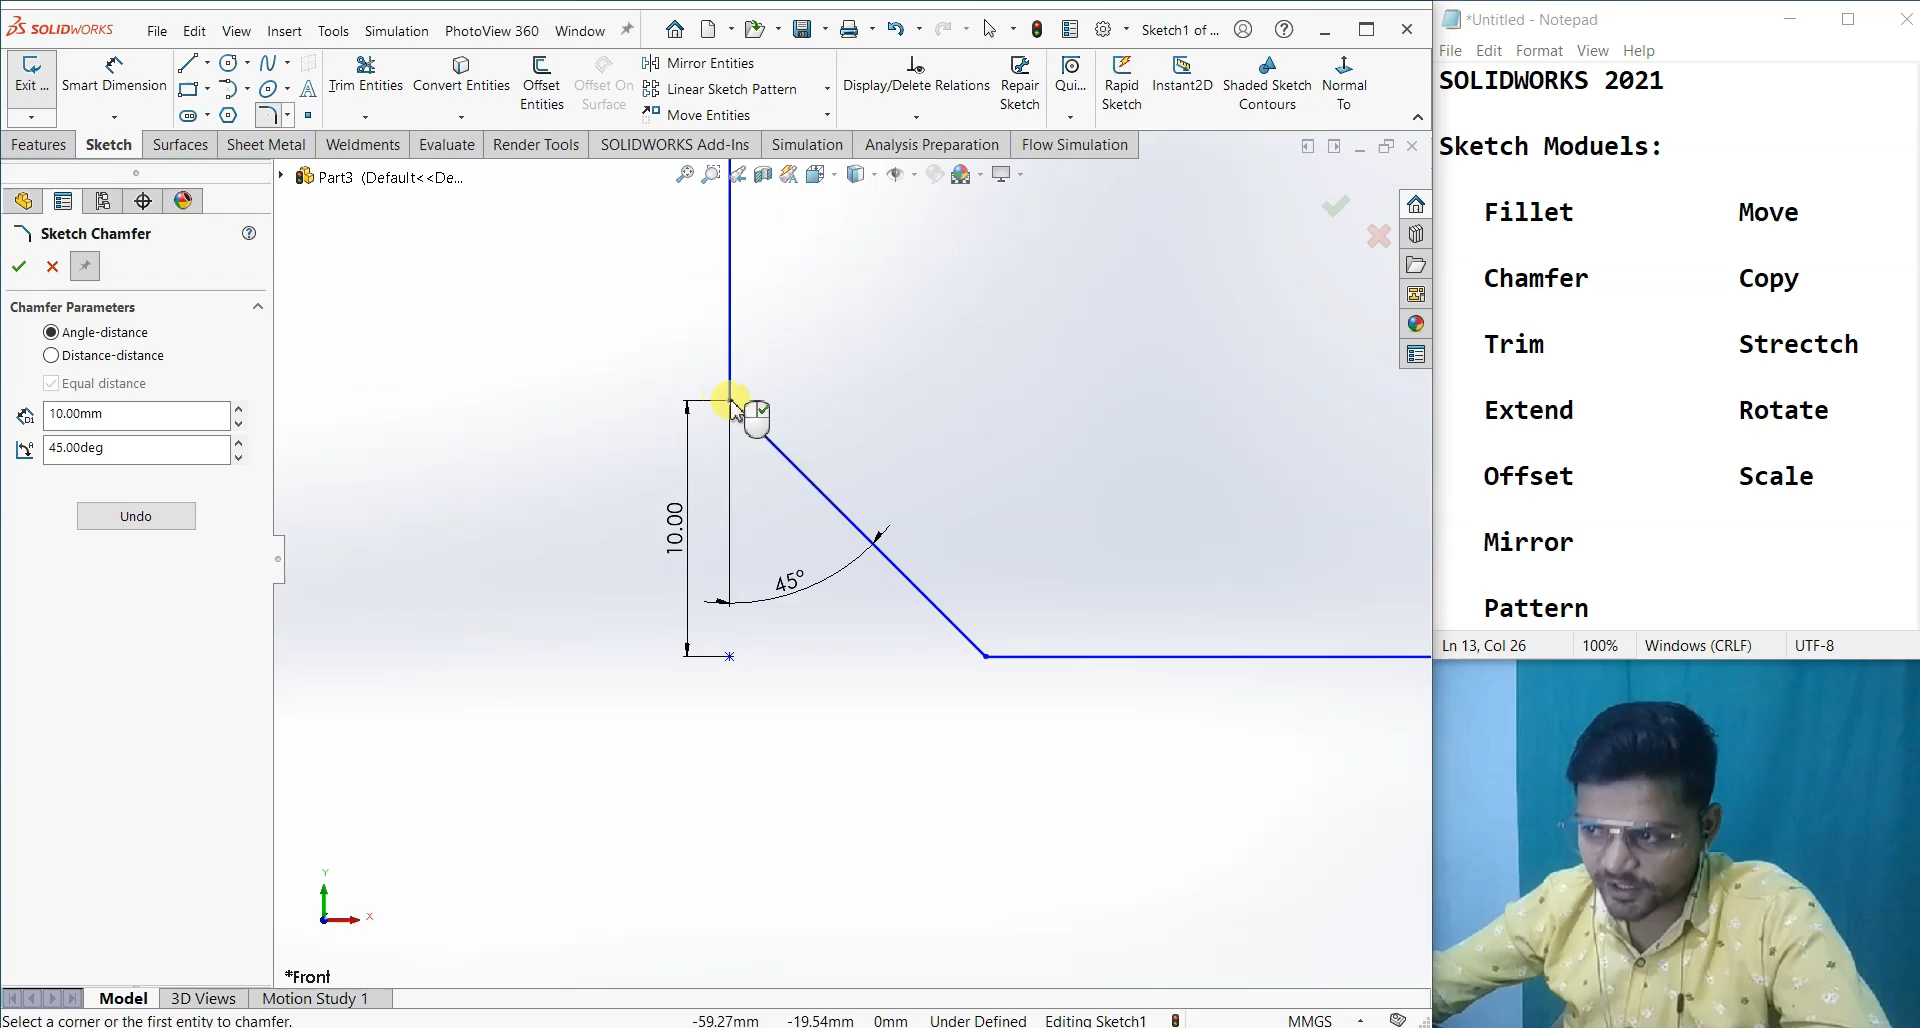 SOLIDWORKS File Edit View Insert Tools Simulation PhotoView 360 Window Sketch1 of ...
Exit ... Smart Dimension Trim Entities Convert Entities Offset Entities Offset On Surface Mirror Entities Linear Sketch Pattern Move Entities Display/Delete Relations Repair Sketch Qui... Rapid Sketch Instant2D Shaded Sketch Contours Normal To
Features Sketch Surfaces Sheet Metal Weldments Evaluate Render Tools SOLIDWORKS Add-Ins Simulation Analysis Preparation Flow Simulation
Part3 (Default<<De...
Sketch Chamfer
Chamfer Parameters
Angle-distance
Distance-distance
Equal distance
10.00mm
45.00deg
Undo
10.00
45°
Y
X
*Front
Model 3D Views Motion Study 1
Select a corner or the first entity to chamfer. -59.27mm -19.54mm 0mm Under Defined Editing Sketch1 MMGS
*Untitled - Notepad
File Edit Format View Help
SOLIDWORKS 2021
Sketch Moduels:
Fillet Move
Chamfer Copy
Trim Strectch
Extend Rotate
Offset Scale
Mirror
Pattern
Ln 13, Col 26 100% Windows (CRLF) UTF-8